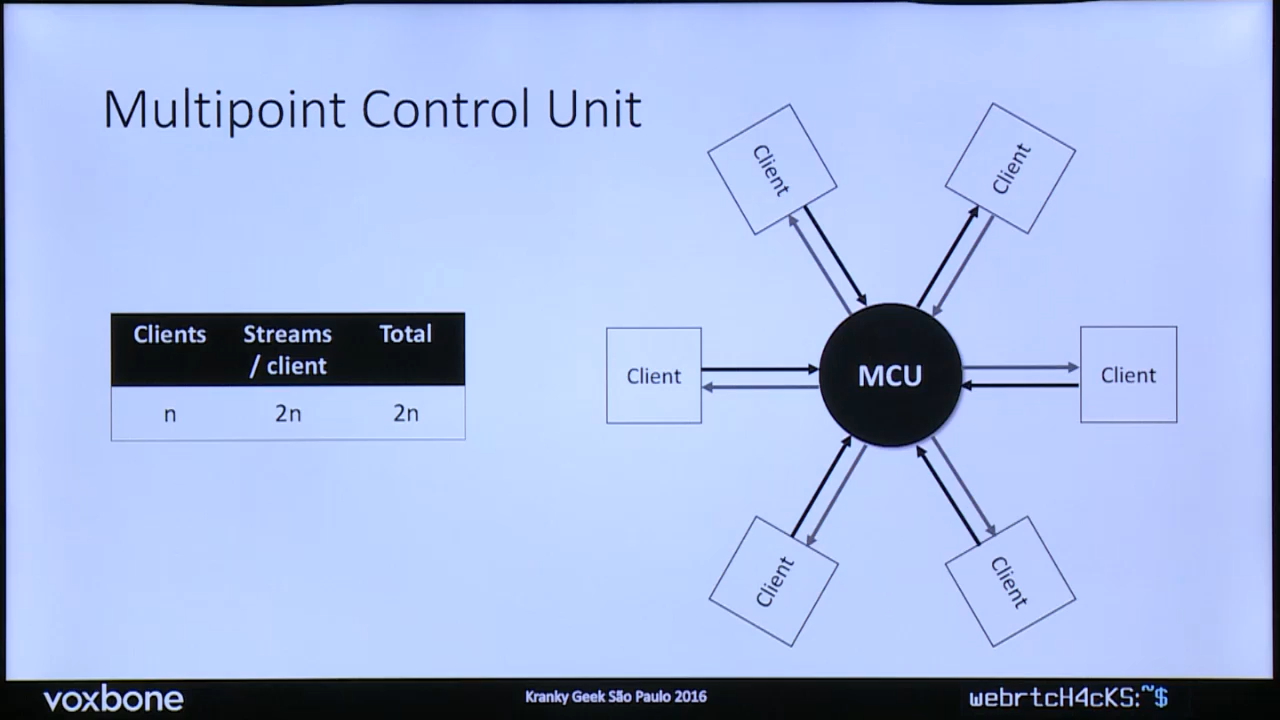 Multipoint Control Unit
Client
Client
Clients Streams / client Total
n 2n 2n
Client
MCU
Client
Client
Client
voxbone
Kranky Geek São Paulo 2016
webrtcH4cKS:~$